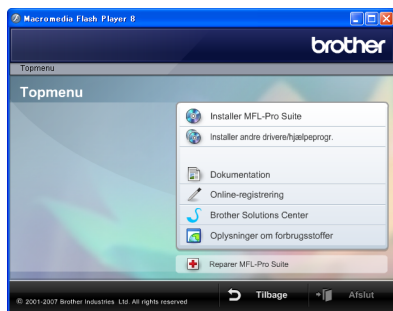 Macromedia Flash Player 8
brother
Topmenu
Topmenu
Installer MFL-Pro Suite
Installer andre drivere/hjælpeprogr.
Dokumentation
Online-registrering
Brother Solutions Center
Oplysninger om forbrugsstoffer
Reparer MFL-Pro Suite
© 2001-2007 Brother Industries Ltd. All rights reserved
Tilbage
Afslut